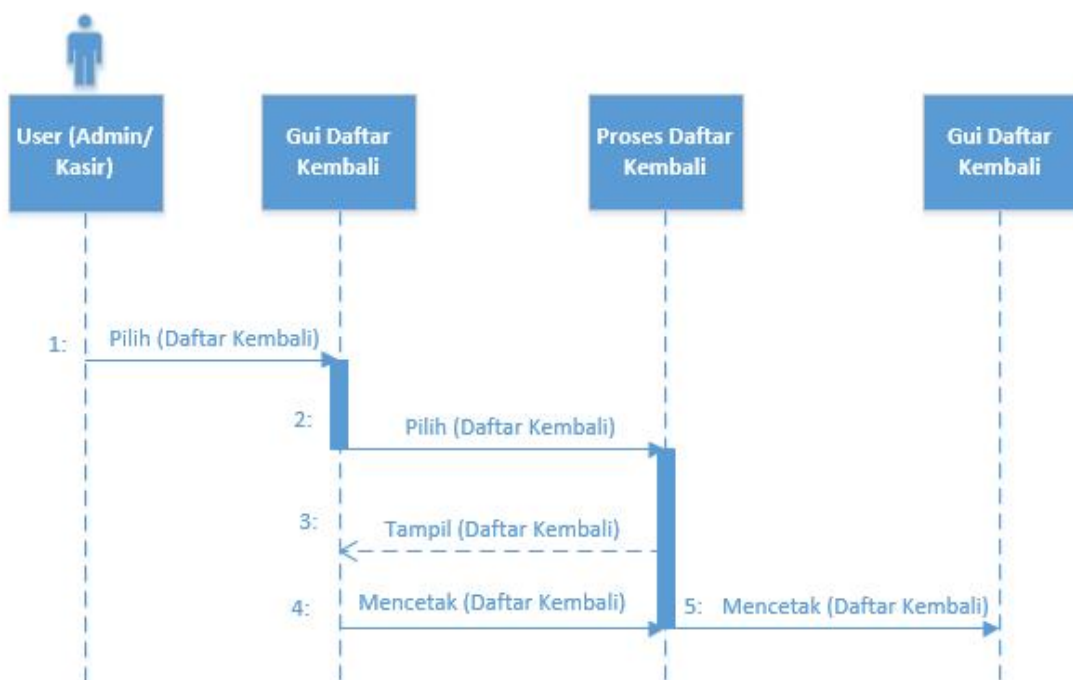 User (Admin/
Kasir)
Gui Daftar
Kembali
Proses Daftar
Kembali
Gui Daftar
Kembali
1: Pilih (Daftar Kembali)
2: Pilih (Daftar Kembali)
3: Tampil (Daftar Kembali)
4: Mencetak (Daftar Kembali)
5: Mencetak (Daftar Kembali)